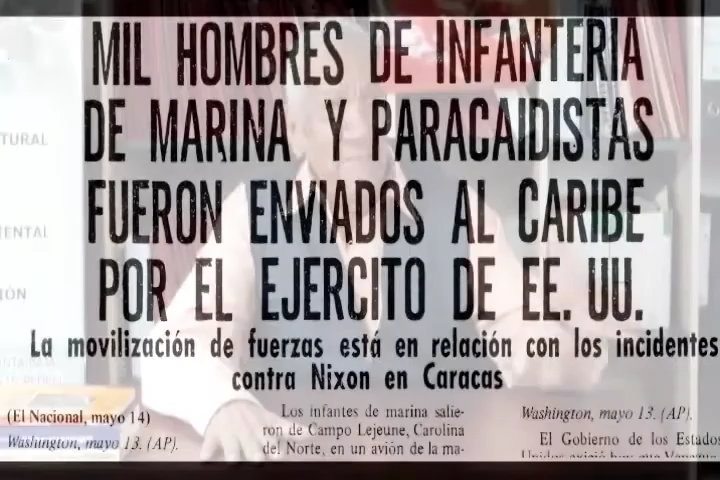 MIL HOMBRES DE INFANTERIA
DE MARINA Y PARACAIDISTAS
FUERON ENVIADOS AL CARIBE
POR EL EJERCITO DE EE. UU.
La movilización de fuerzas está en relación con los incidentes
contra Nixon en Caracas
(El Nacional, mayo 14)
Washington, mayo 13. (AP).
Los infantes de marina salie-
ron de Campo Lejeune, Carolina
del Norte, en un avión de la ma-
Washington, mayo 13. (AP).
El Gobierno de los Estados
TURAL
ENTAL
IÓN